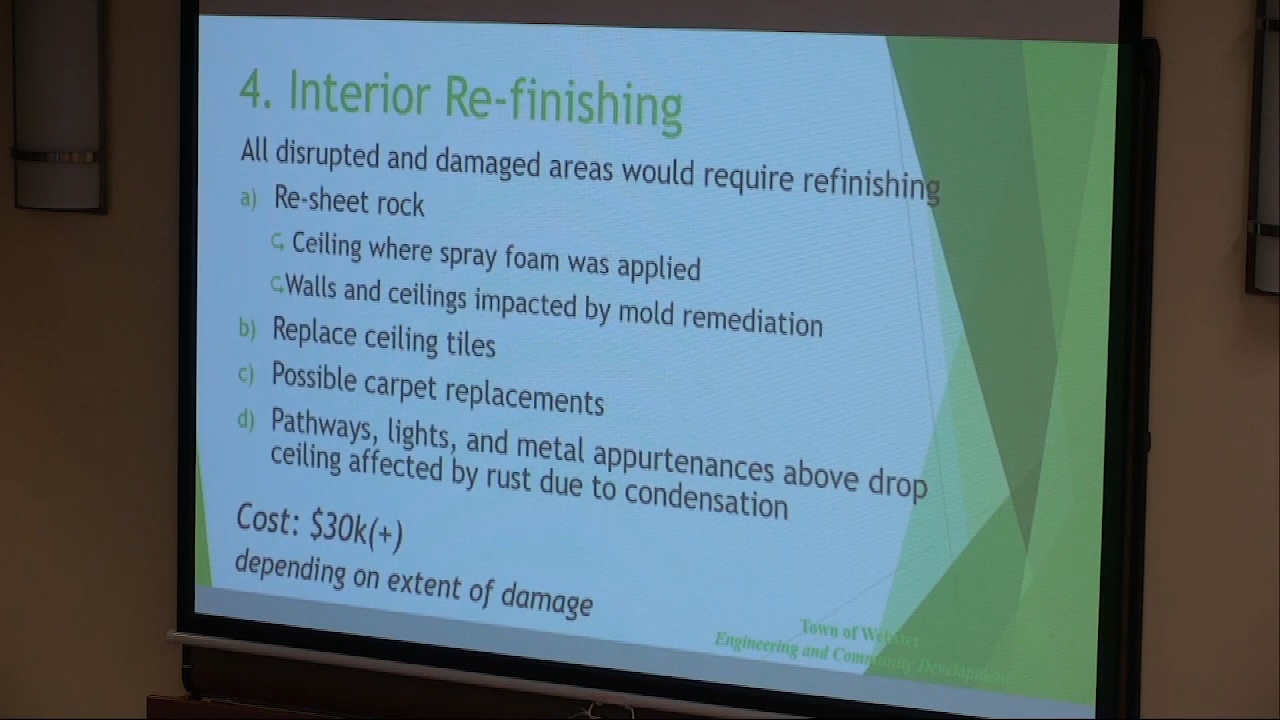 4. Interior Re-finishing
All disrupted and damaged areas would require refinishing
a) Re-sheet rock
Ceiling where spray foam was applied
Walls and ceilings impacted by mold remediation
b) Replace ceiling tiles
c) Possible carpet replacements
d) Pathways, lights, and metal appurtenances above drop
ceiling affected by rust due to condensation
Cost: $30k(+)
depending on extent of damage
Town of Webster
Engineering and Community Development